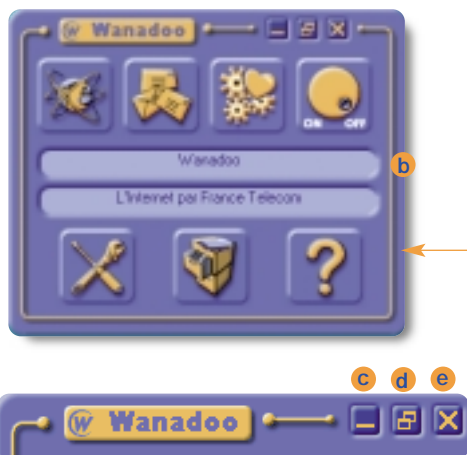 Wanadoo
ON OFF
Wanadoo
b
L'Internet par France Telecom
?
c d e
Wanadoo